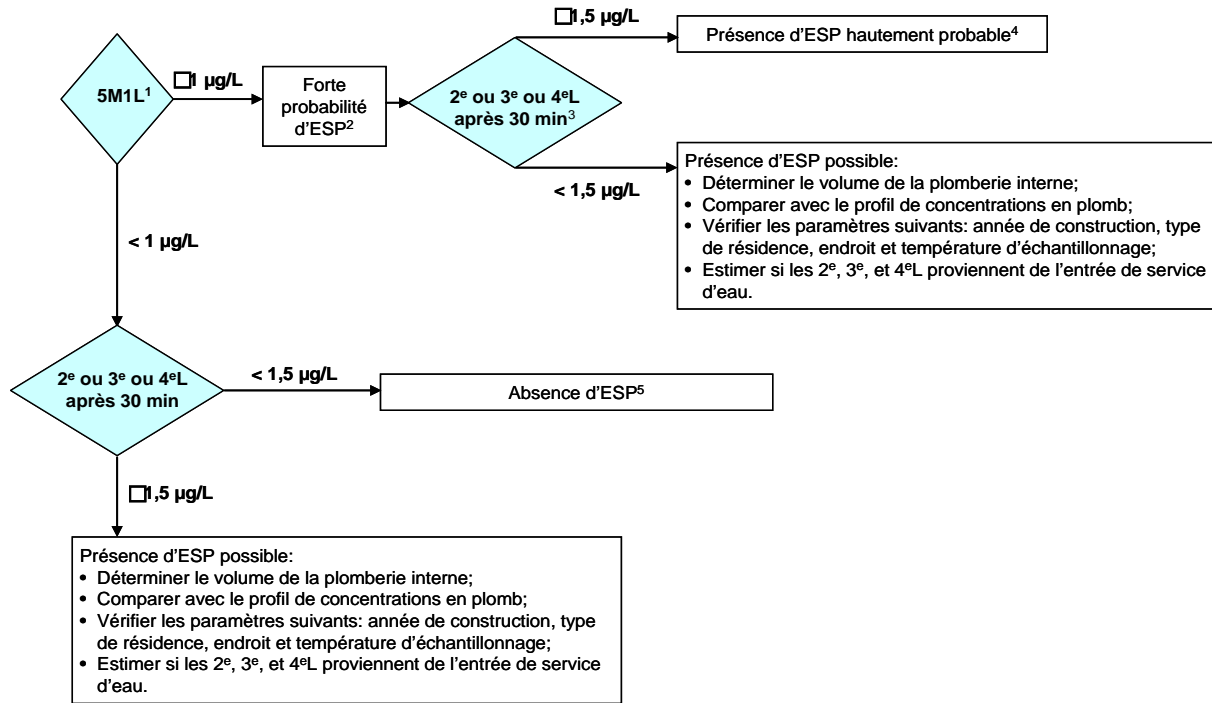 □1,5 µg/L
Présence d'ESP hautement probable⁴
5M1L¹
□1 µg/L
Forte
probabilité
d'ESP²
2ᵉ ou 3ᵉ ou 4ᵉL
après 30 min³
< 1,5 µg/L
Présence d'ESP possible:
• Déterminer le volume de la plomberie interne;
• Comparer avec le profil de concentrations en plomb;
• Vérifier les paramètres suivants: année de construction, type
de résidence, endroit et température d'échantillonnage;
• Estimer si les 2ᵉ, 3ᵉ, et 4ᵉL proviennent de l'entrée de service
d'eau.
< 1 µg/L
2ᵉ ou 3ᵉ ou 4ᵉL
après 30 min
< 1,5 µg/L
Absence d'ESP⁵
□1,5 µg/L
Présence d'ESP possible:
• Déterminer le volume de la plomberie interne;
• Comparer avec le profil de concentrations en plomb;
• Vérifier les paramètres suivants: année de construction, type
de résidence, endroit et température d'échantillonnage;
• Estimer si les 2ᵉ, 3ᵉ, et 4ᵉL proviennent de l'entrée de service
d'eau.